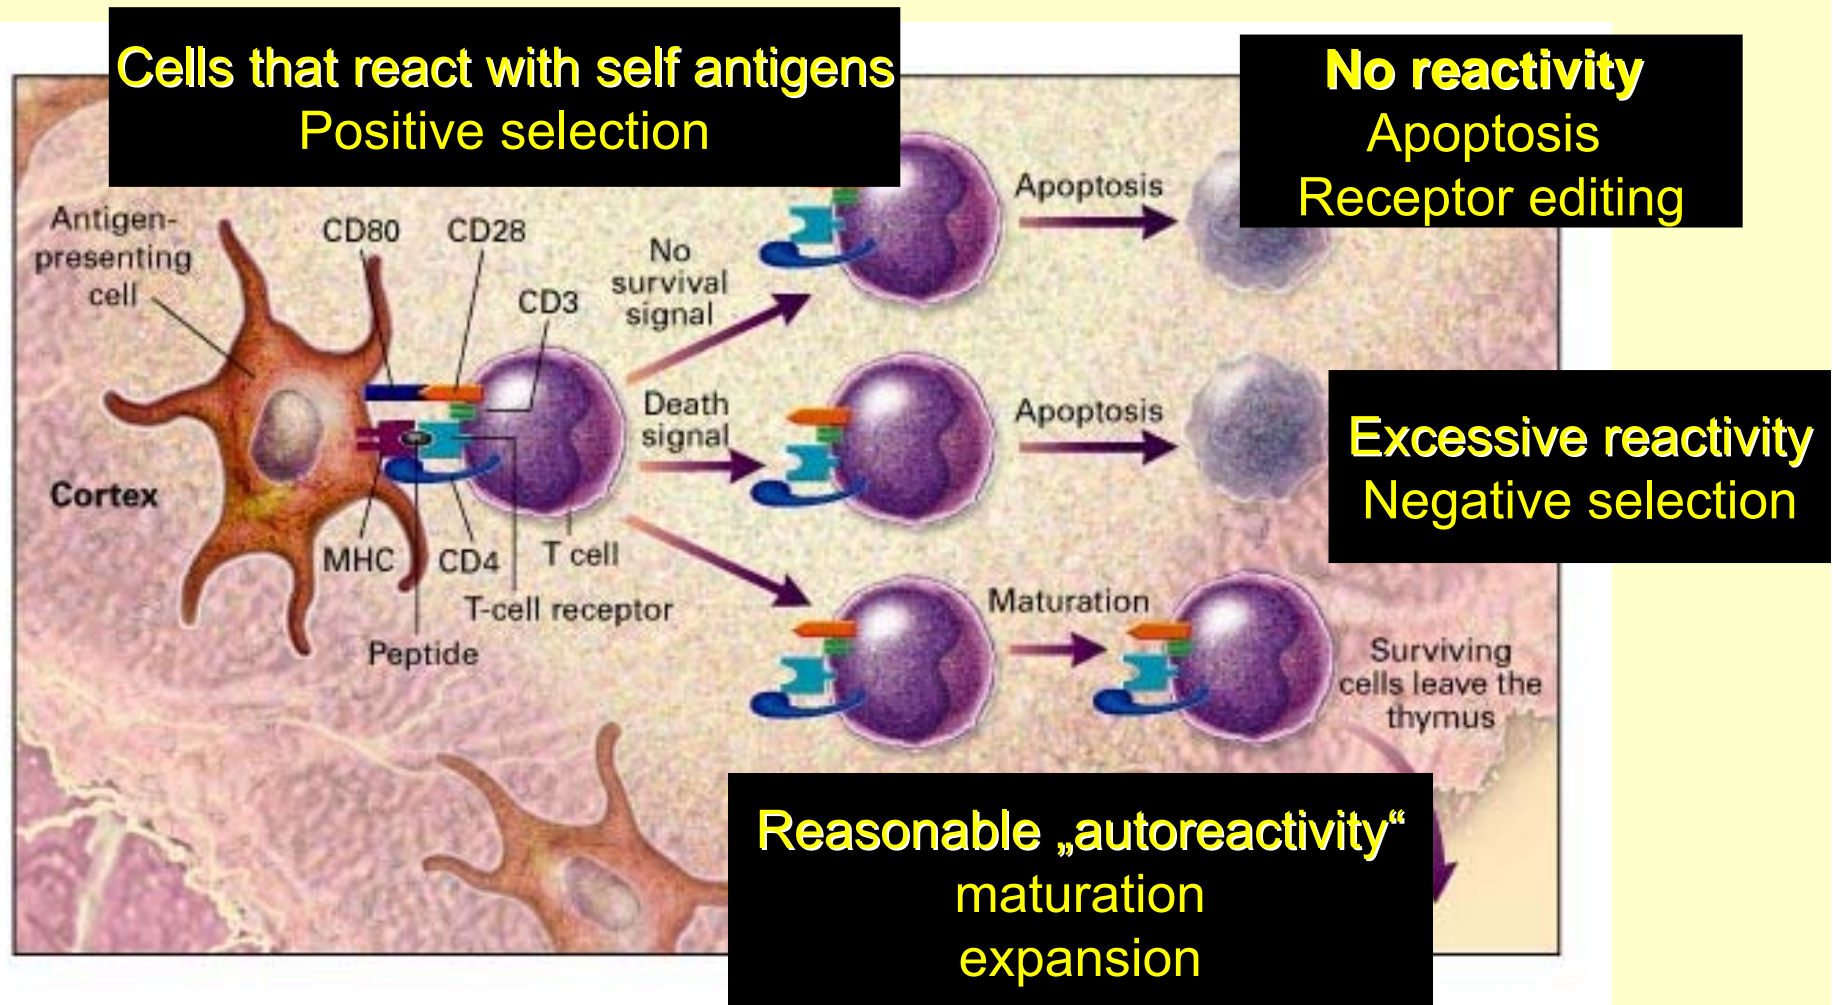 Cells that react with self antigens
Positive selection
No reactivity
Apoptosis
Receptor editing
Antigen-
presenting
cell
CD80
CD28
CD3
No
survival
signal
Apoptosis
Death
signal
Apoptosis
Excessive reactivity
Negative selection
Cortex
MHC
CD4
T cell
T-cell receptor
Peptide
Maturation
Surviving
cells leave the
thymus
Reasonable „autoreactivity“
maturation
expansion